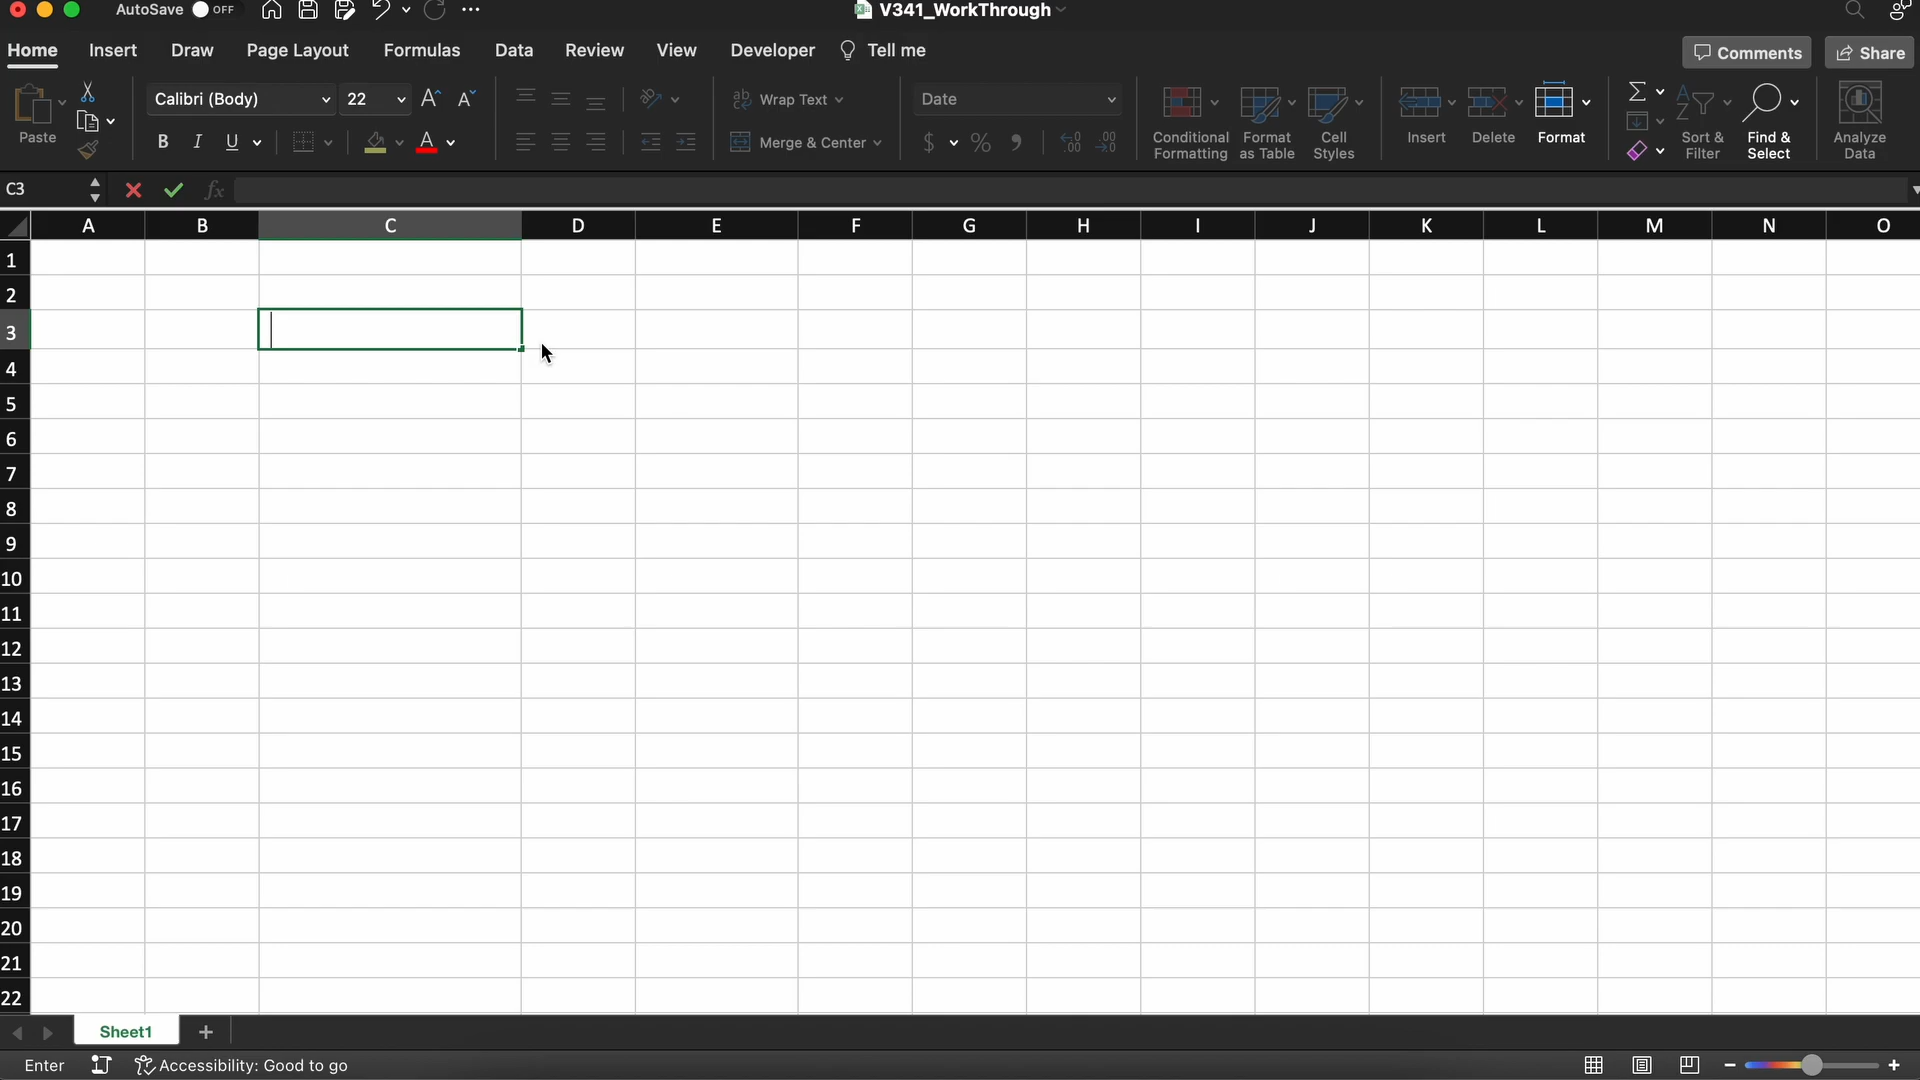 AutoSave OFF V341_WorkThrough
Home Insert Draw Page Layout Formulas Data Review View Developer Tell me Comments Share
Paste
Calibri (Body) 22
B I U A
ab Wrap Text
Merge & Center
Date
$ % 9
Conditional Formatting
Format as Table
Cell Styles
Insert
Delete
Format
Sort & Filter
Find & Select
Analyze Data
C3 fx
A B C D E F G H I J K L M N O
1
2
3
4
5
6
7
8
9
10
11
12
13
14
15
16
17
18
19
20
21
22
Sheet1 +
Enter Accessibility: Good to go